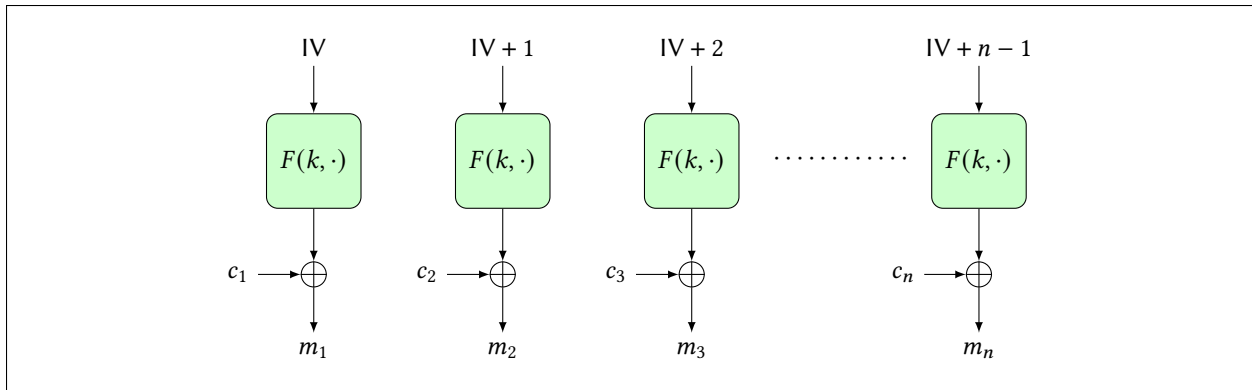 IV IV + 1 IV + 2 IV + n − 1
F(k, ·) F(k, ·) F(k, ·) · · · · · · · · · · · · F(k, ·)
c₁ c₂ c₃ cₙ
m₁ m₂ m₃ mₙ